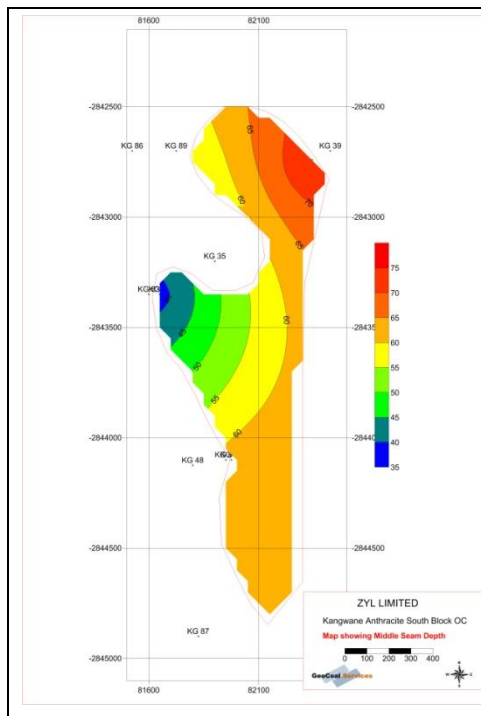 81600 82100
-2842500 -2842500
65
KG 86 KG 89 KG 39
70
60
-2843000 -2843000
65
KG 35
75
-2843500 60 -2843500
70
45
65
50
60
55
55
60
50
-2844000 -2844000
45
KG 48
40
35
-2844500 -2844500
ZYL LIMITED
Kangwane Anthracite South Block OC
Map showing Middle Seam Depth
KG 87
0 100 200 300 400
-2845000 -2845000
GeoCoal Services
81600 82100